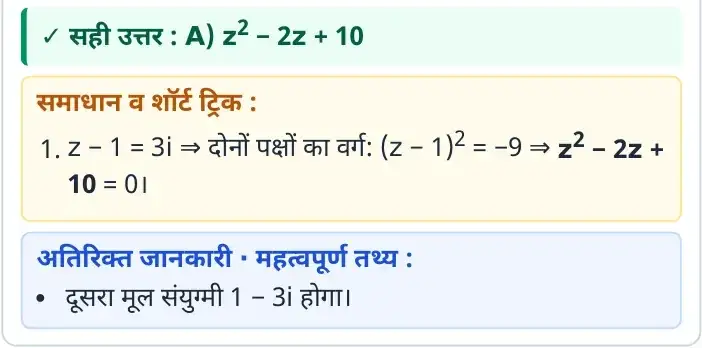 ✓ सही उत्तर : A) z² − 2z + 10
समाधान व शॉर्ट ट्रिक :
1. z − 1 = 3i ⇒ दोनों पक्षों का वर्ग: (z − 1)² = −9 ⇒ z² − 2z +
10 = 0।
अतिरिक्त जानकारी · महत्वपूर्ण तथ्य :
• दूसरा मूल संयुग्मी 1 − 3i होगा।